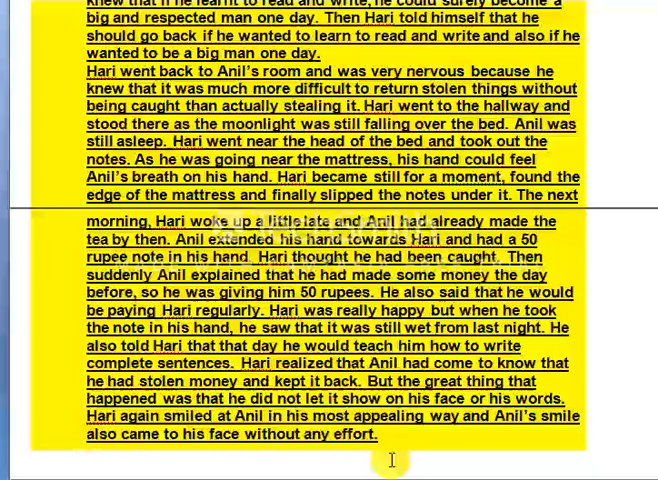 knew that if he learnt to read and write, he could surely become a
big and respected man one day. Then Hari told himself that he
should go back if he wanted to learn to read and write and also if he
wanted to be a big man one day.
Hari went back to Anil's room and was very nervous because he
knew that it was much more difficult to return stolen things without
being caught than actually stealing it. Hari went to the hallway and
stood there as the moonlight was still falling over the bed. Anil was
still asleep. Hari went near the head of the bed and took out the
notes. As he was going near the mattress, his hand could feel
Anil's breath on his hand. Hari became still for a moment, found the
edge of the mattress and finally slipped the notes under it. The next
morning, Hari woke up a little late and Anil had already made the
tea by then. Anil extended his hand towards Hari and had a 50
rupee note in his hand. Hari thought he had been caught. Then
suddenly Anil explained that he had made some money the day
before, so he was giving him 50 rupees. He also said that he would
be paying Hari regularly. Hari was really happy but when he took
the note in his hand, he saw that it was still wet from last night. He
also told Hari that that day he would teach him how to write
complete sentences. Hari realized that Anil had come to know that
he had stolen money and kept it back. But the great thing that
happened was that he did not let it show on his face or his words.
Hari again smiled at Anil in his most appealing way and Anil's smile
also came to his face without any effort.